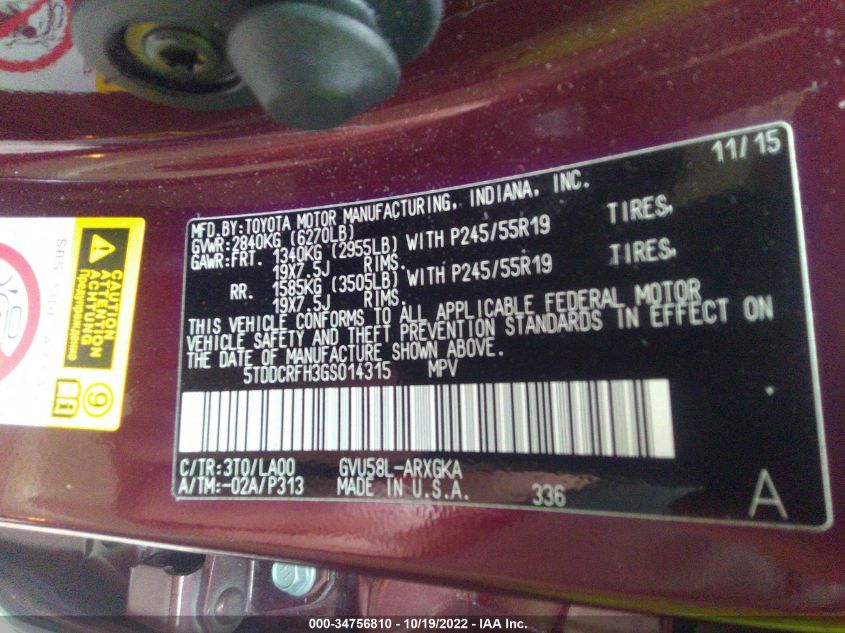 11/15
MFD.BY:TOYOTA MOTOR MANUFACTURING, INDIANA, INC.
GVWR:2840KG (6270LB)
GAWR:FRT. 1340KG (2955LB) WITH P245/55R19 TIRES,
19X7.5J RIMS.
RR. 1585KG (3505LB) WITH P245/55R19 TIRES,
19X7.5J RIMS.
THIS VEHICLE CONFORMS TO ALL APPLICABLE FEDERAL MOTOR
VEHICLE SAFETY AND THEFT PREVENTION STANDARDS IN EFFECT ON
THE DATE OF MANUFACTURE SHOWN ABOVE.
5TDDCRFH3GS014315 MPV
C/TR:3T0/LA00 GVU58L-ARXGKA
A/TM:-02A/P313 MADE IN U.S.A. 336
A
CAUTION
ATTENTION
ACHTUNG
Предупреждение
9
000-34756810 - 10/19/2022 - IAA Inc.